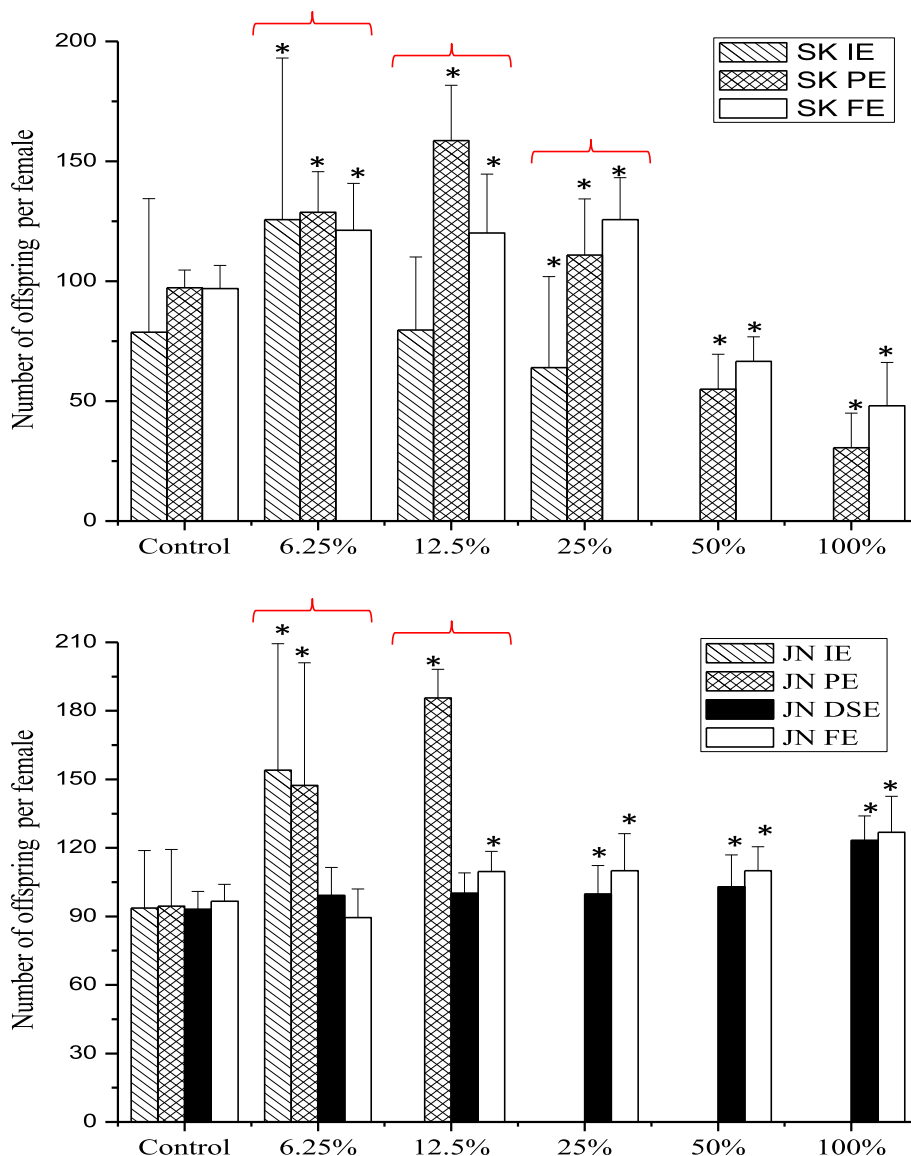 Number of offspring per female
200
150
100
50
0
* * *
* *
* * *
* *
* *
SK IE
SK PE
SK FE
Control 6.25% 12.5% 25% 50% 100%
Number of offspring per female
210
180
150
120
90
60
30
0
* *
* *
* *
* *
* *
JN IE
JN PE
JN DSE
JN FE
Control 6.25% 12.5% 25% 50% 100%